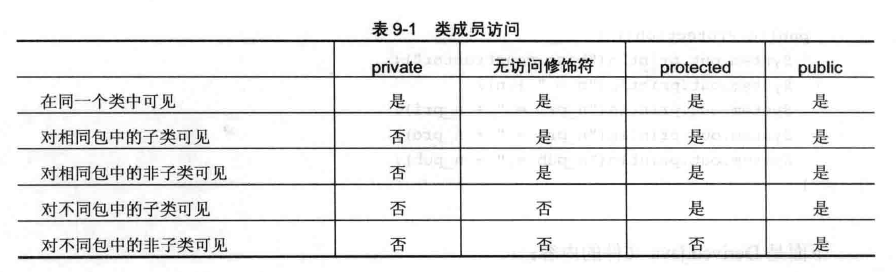 表 9-1 类成员访问
private 无访问修饰符 protected public
在同一个类中可见 是 是 是 是
对相同包中的子类可见 否 是 是 是
对相同包中的非子类可见 否 是 是 是
对不同包中的子类可见 否 否 是 是
对不同包中的非子类可见 否 否 否 是